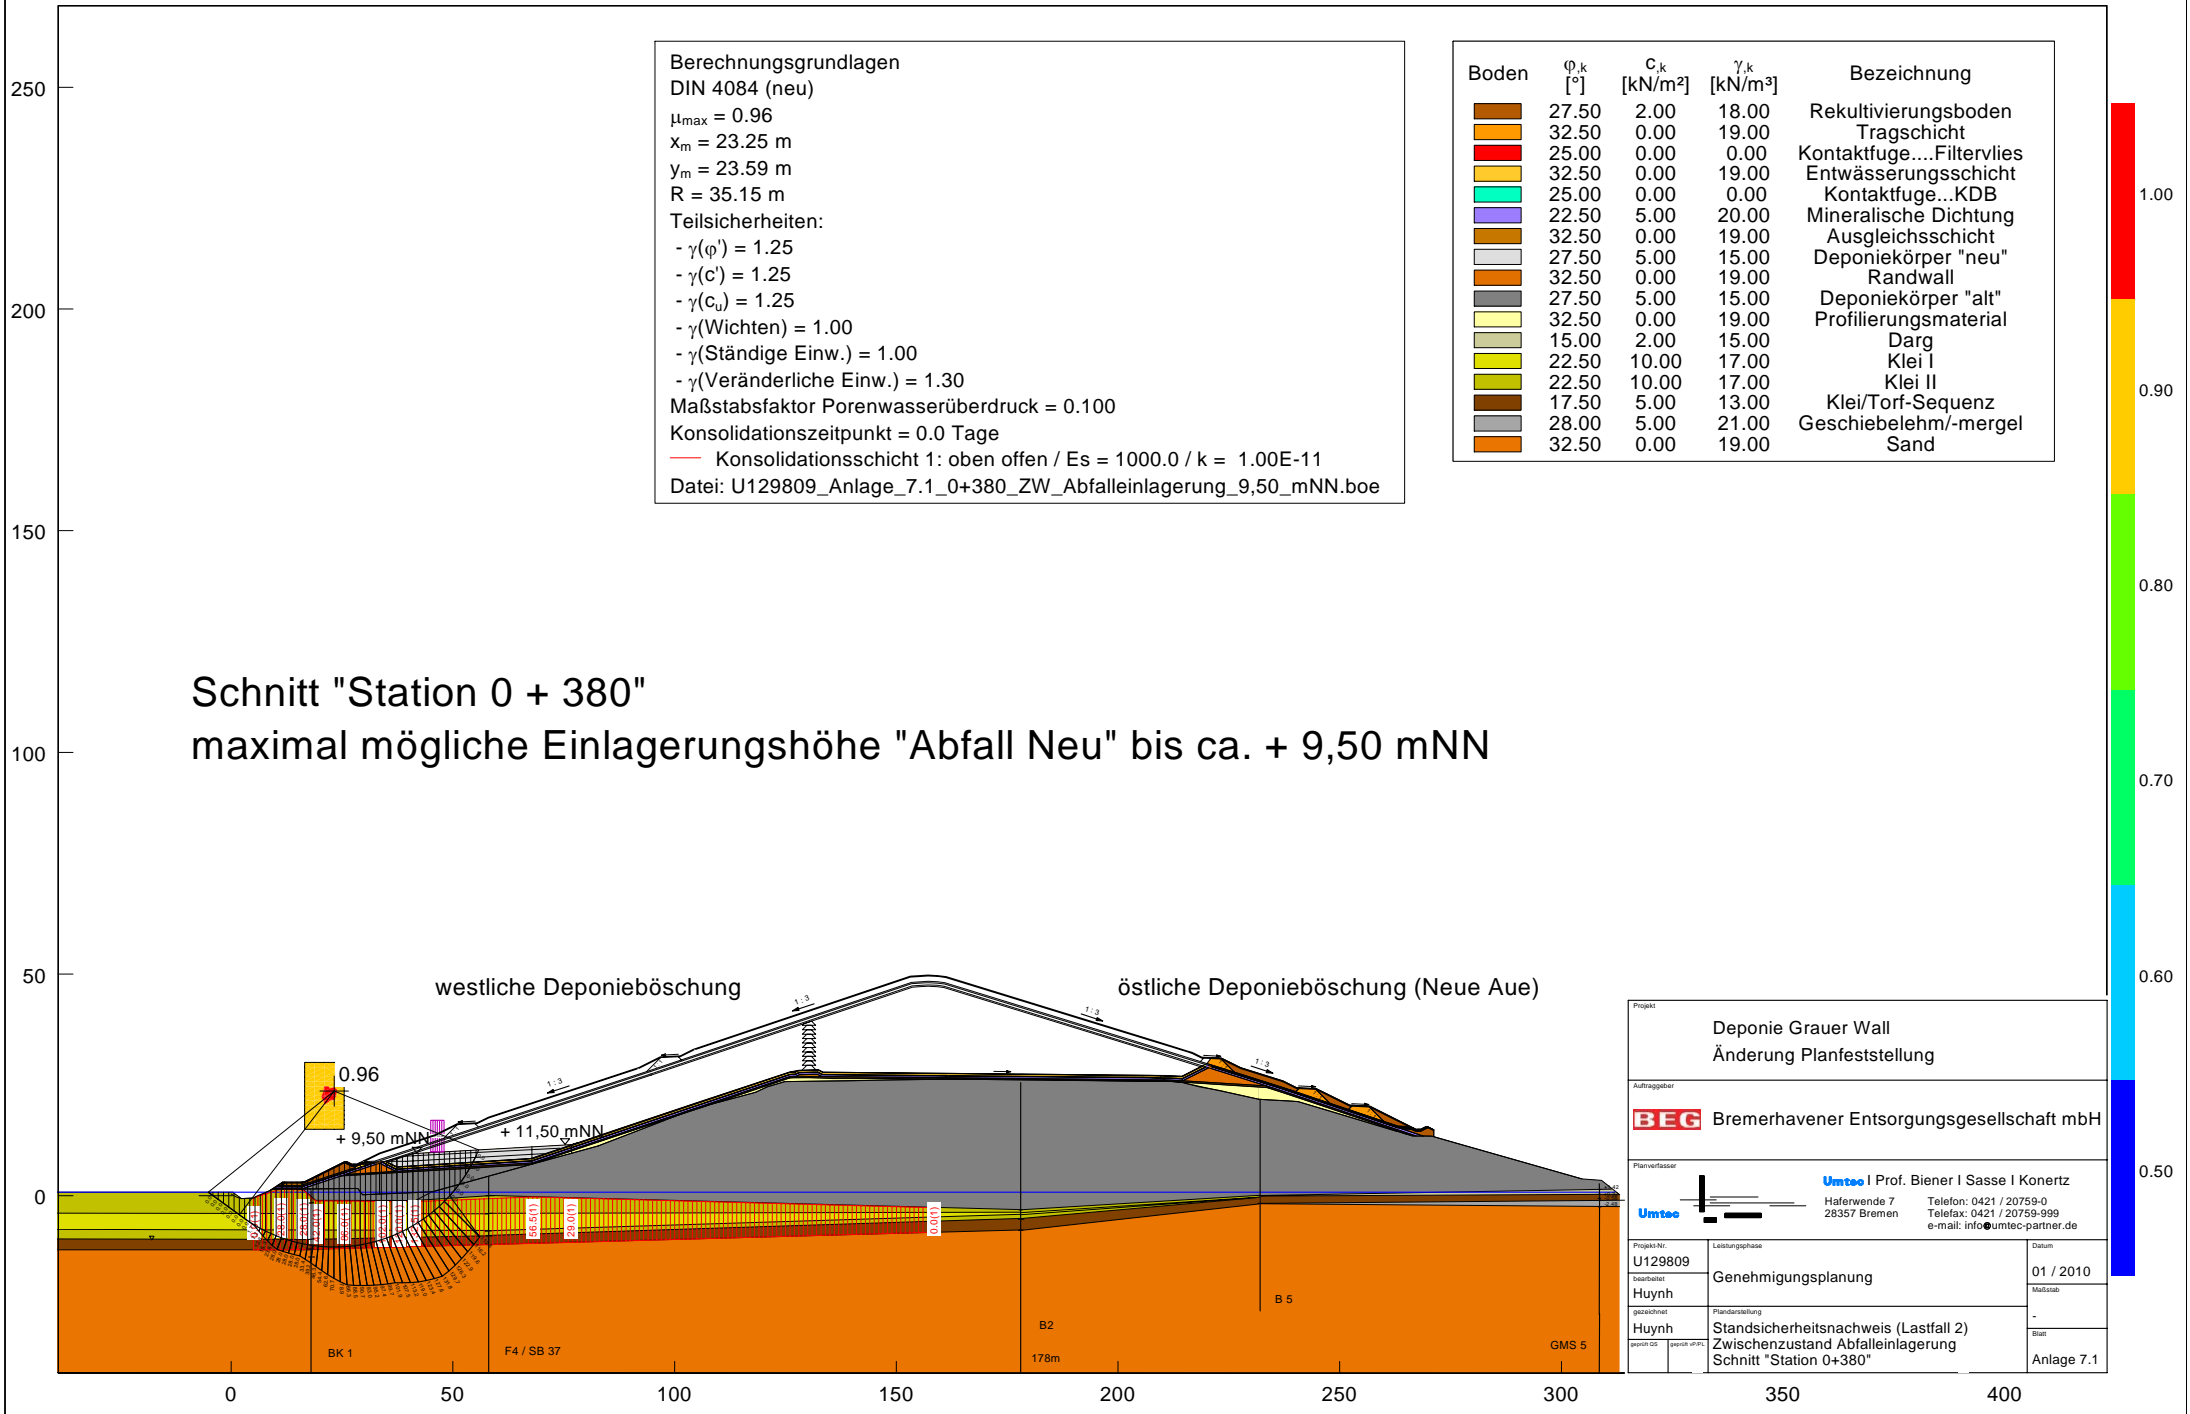 Berechnungsgrundlagen
DIN 4084 (neu)
μmax = 0.96
xm = 23.25 m
ym = 23.59 m
R = 35.15 m
Teilsicherheiten:
- γ(φ') = 1.25
- γ(c') = 1.25
- γ(cu) = 1.25
- γ(Wichten) = 1.00
- γ(Ständige Einw.) = 1.00
- γ(Veränderliche Einw.) = 1.30
Maßstabsfaktor Porenwasserüberdruck = 0.100
Konsolidationszeitpunkt = 0.0 Tage
Konsolidationsschicht 1: oben offen / Es = 1000.0 / k = 1.00E-11
Datei: U129809_Anlage_7.1_0+380_ZW_Abfalleinlagerung_9,50_mNN.boe
Boden φ,k [°] c,k [kN/m²] γ,k [kN/m³] Bezeichnung
27.50 2.00 18.00 Rekultivierungsboden
32.50 0.00 19.00 Tragschicht
25.00 0.00 0.00 Kontaktfuge....Filtervlies
32.50 0.00 19.00 Entwässerungsschicht
25.00 0.00 0.00 Kontaktfuge...KDB
22.50 5.00 20.00 Mineralische Dichtung
32.50 0.00 19.00 Ausgleichsschicht
27.50 5.00 15.00 Deponiekörper "neu"
32.50 0.00 19.00 Randwall
27.50 5.00 15.00 Deponiekörper "alt"
32.50 0.00 19.00 Profilierungsmaterial
15.00 2.00 15.00 Darg
22.50 10.00 17.00 Klei I
22.50 10.00 17.00 Klei II
17.50 5.00 13.00 Klei/Torf-Sequenz
28.00 5.00 21.00 Geschiebelehm/-mergel
32.50 0.00 19.00 Sand
1.00
0.90
0.80
0.70
0.60
0.50
250
200
150
100
50
0
Schnitt "Station 0 + 380"
maximal mögliche Einlagerungshöhe "Abfall Neu" bis ca. + 9,50 mNN
westliche Deponieböschung
östliche Deponieböschung (Neue Aue)
1 : 3
1 : 3
1 : 3
1 : 3
0.96
+ 9,50 mNN
+ 11,50 mNN
56.5(1)
29.0(1)
0.0(1)
BK 1
F4 / SB 37
B2
178m
B 5
GMS 5
0 50 100 150 200 250 300 350 400
Projekt
Deponie Grauer Wall
Änderung Planfeststellung
Auftraggeber
BEG Bremerhavener Entsorgungsgesellschaft mbH
Planverfasser
Umtec I Prof. Biener I Sasse I Konertz
Umtec
Haferwende 7
28357 Bremen
Telefon: 0421 / 20759-0
Telefax: 0421 / 20759-999
e-mail: info@umtec-partner.de
Projekt-Nr.
U129809
Leistungsphase
Genehmigungsplanung
Datum
01 / 2010
bearbeitet
Huynh
Maßstab
-
gezeichnet
Huynh
Plandarstellung
Standsicherheitsnachweis (Lastfall 2)
Zwischenzustand Abfalleinlagerung
Schnitt "Station 0+380"
geprüft QS
geprüft vP/PL
Blatt
Anlage 7.1